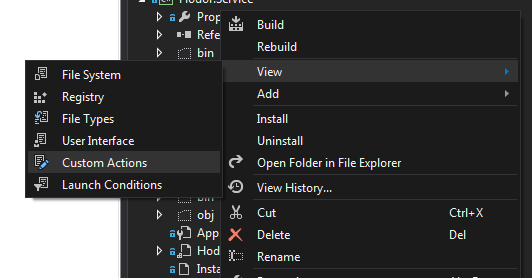 Hodor.Service
Prop
Refe
bin
File System
Registry
File Types
User Interface
Custom Actions
Launch Conditions
bin
obj
App
Hod
Insta
Build
Rebuild
View
Add
Install
Uninstall
Open Folder in File Explorer
View History...
Cut Ctrl+X
Delete Del
Rename